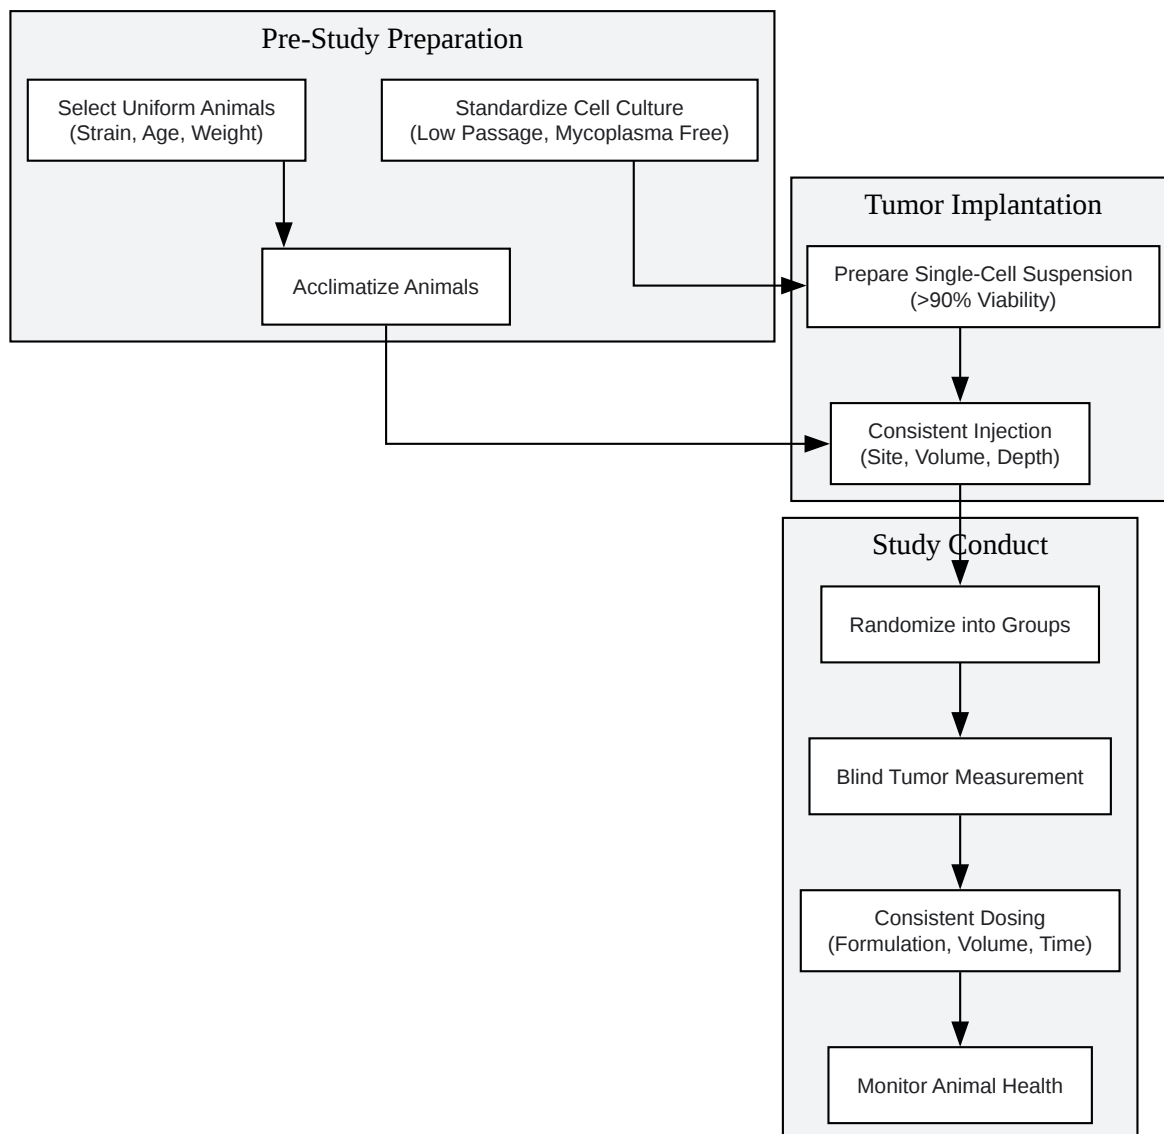 Pre-Study Preparation
Select Uniform Animals
(Strain, Age, Weight)
Standardize Cell Culture
(Low Passage, Mycoplasma Free)
Acclimatize Animals
Tumor Implantation
Prepare Single-Cell Suspension
(>90% Viability)
Consistent Injection
(Site, Volume, Depth)
Study Conduct
Randomize into Groups
Blind Tumor Measurement
Consistent Dosing
(Formulation, Volume, Time)
Monitor Animal Health